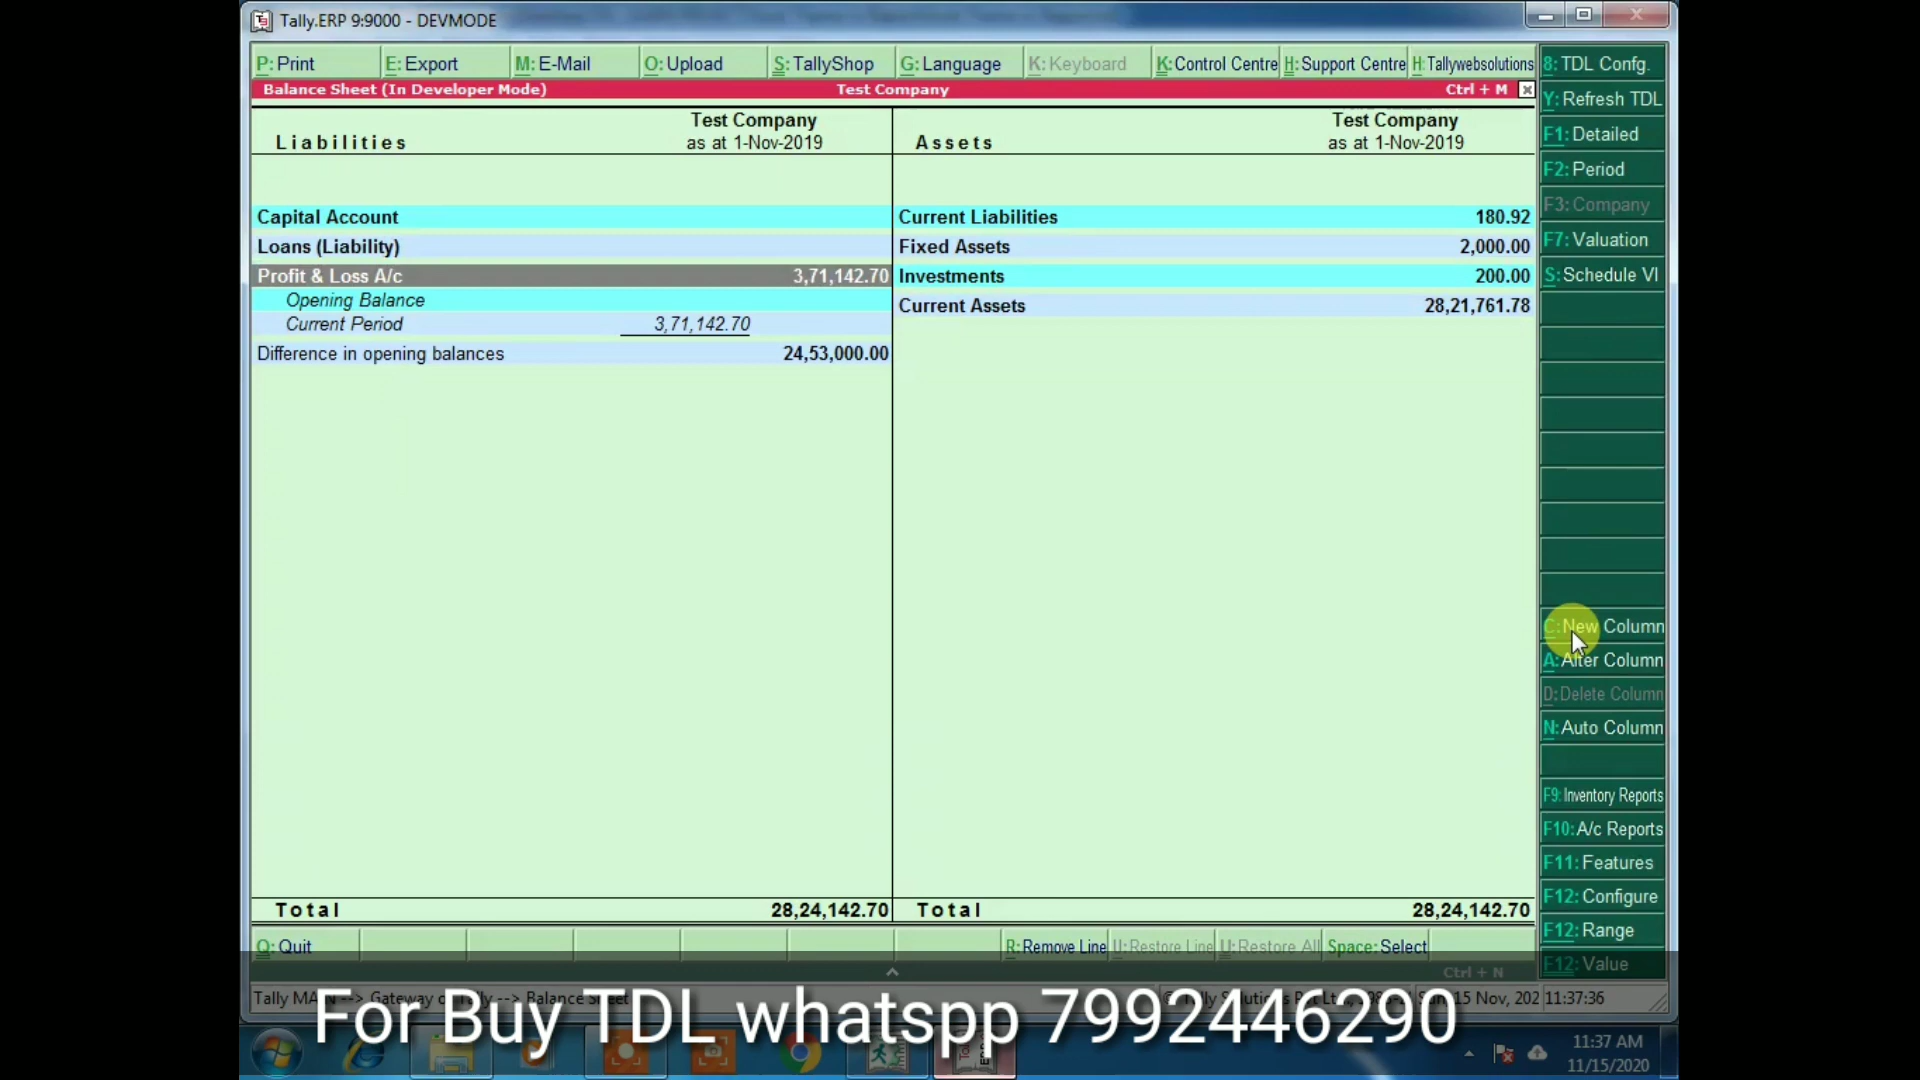 Tally.ERP 9:9000 - DEVMODE
P: Print E: Export M: E-Mail O: Upload S: TallyShop G: Language K: Keyboard K: Control Centre H: Support Centre H: Tallywebsolutions
Balance Sheet (In Developer Mode) Test Company Ctrl + M
Liabilities Test Company as at 1-Nov-2019
Assets Test Company as at 1-Nov-2019
Capital Account
Loans (Liability)
Profit & Loss A/c 3,71,142.70
Opening Balance
Current Period 3,71,142.70
Difference in opening balances 24,53,000.00
Current Liabilities 180.92
Fixed Assets 2,000.00
Investments 200.00
Current Assets 28,21,761.78
Total 28,24,142.70
Total 28,24,142.70
8: TDL Confg.
Y: Refresh TDL
F1: Detailed
F2: Period
F3: Company
F7: Valuation
S: Schedule VI
C: New Column
A: Alter Column
D: Delete Column
N: Auto Column
F9: Inventory Reports
F10: A/c Reports
F11: Features
F12: Configure
F12: Range
F12: Value
Q: Quit R: Remove Line U: Restore Line U: Restore All Space: Select
Ctrl + N
Tally --> Gateway --> Balance Sheet 15 Nov, 11:37:36
For Buy TDL whatspp 7992446290
11:37 AM
11/15/2020